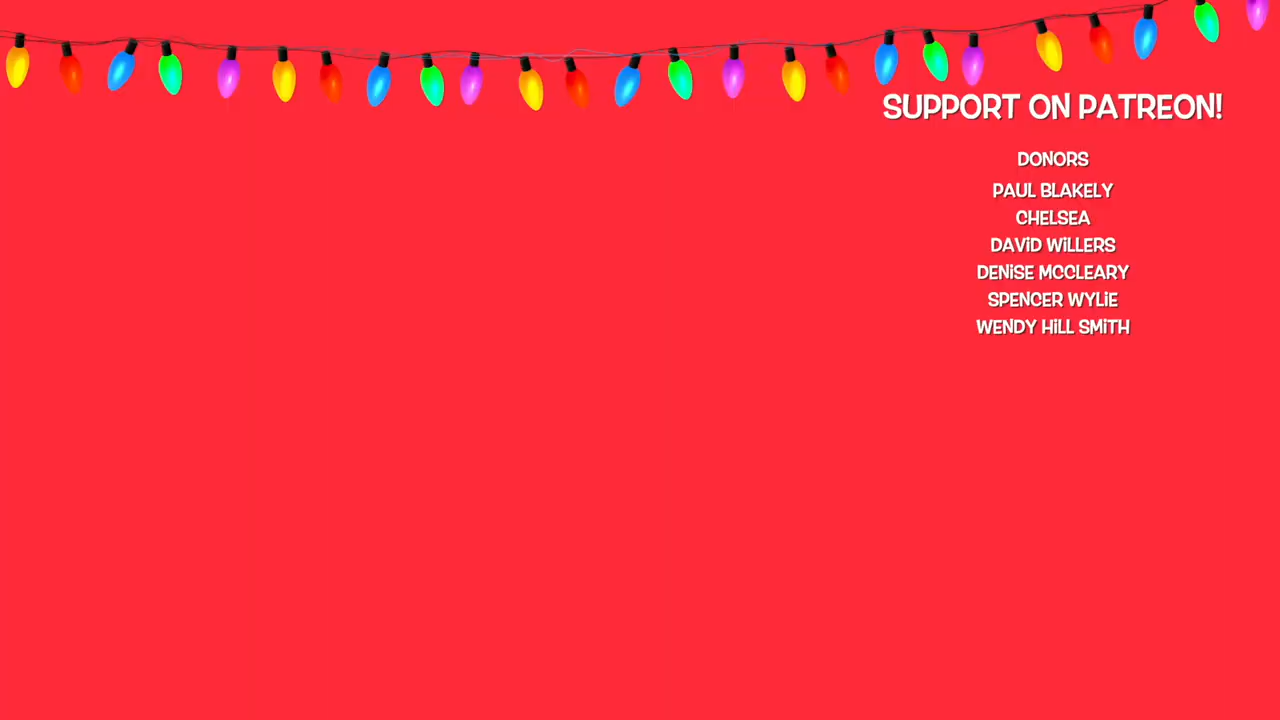 SUPPORT ON PATREON!
DONORS
PAUL BLAKELY
CHELSEA
DAViD WiLLERS
DENiSE MCCLEARY
SPENCER WYLiE
WENDY HiLL SMiTH